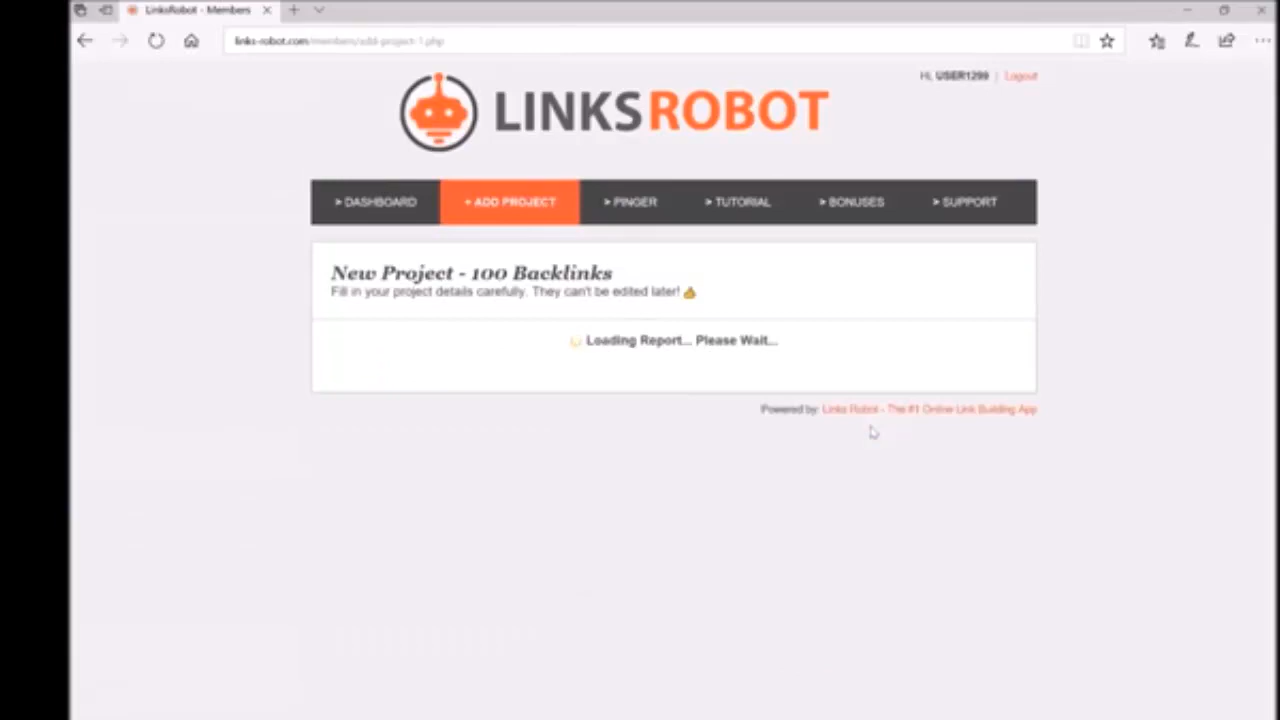 LinksRobot - Members
links-robot.com/members/add-project-1.php
Hi, USER1299 | Logout
LINKSROBOT
> DASHBOARD
+ ADD PROJECT
> PINGER
> TUTORIAL
> BONUSES
> SUPPORT
New Project - 100 Backlinks
Fill in your project details carefully. They can't be edited later!
Loading Report... Please Wait...
Powered by: Links Robot - The #1 Online Link Building App